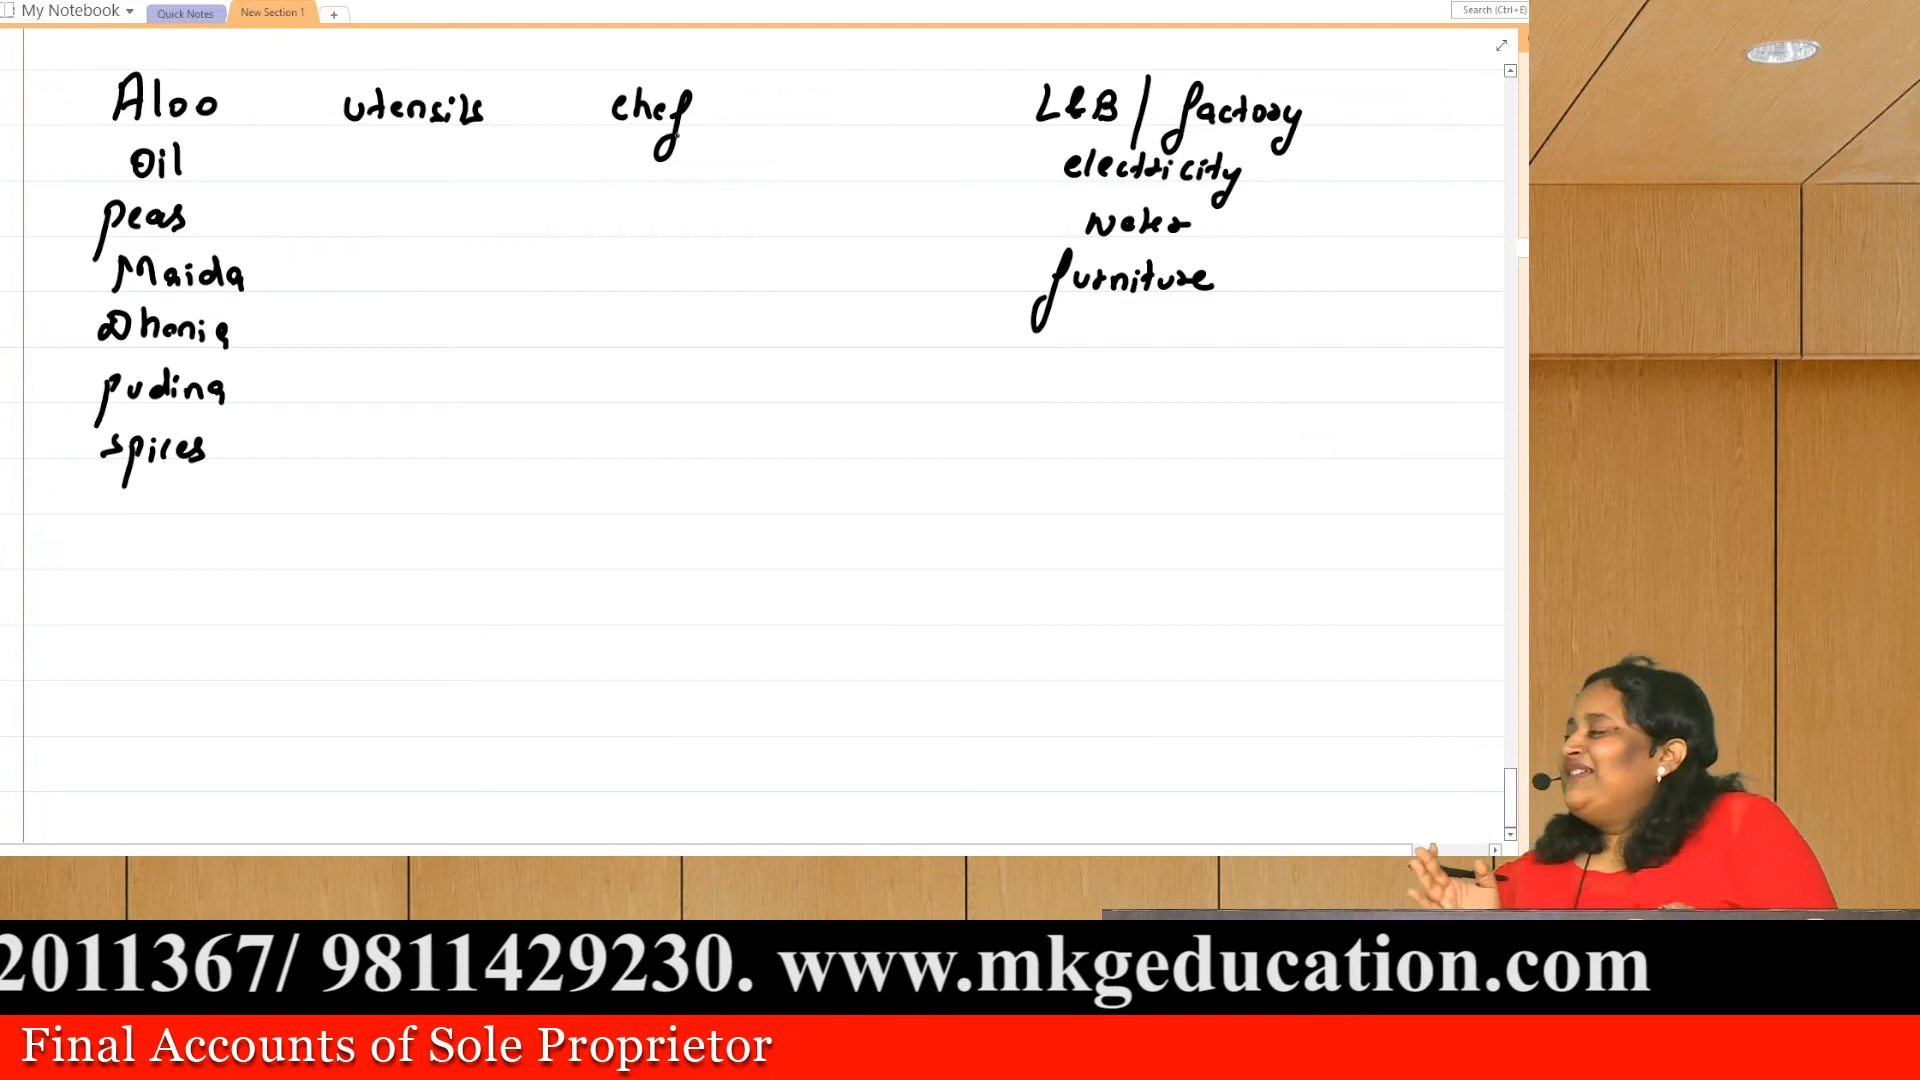 My Notebook
Quick Notes
New Section 1
+
Search (Ctrl+E)
Aloo utensils chef L&B / factory
Oil electricity
Peas water
Maida furniture
Dhania
Pudina
spices
2011367/ 9811429230. www.mkgeducation.com
Final Accounts of Sole Proprietor